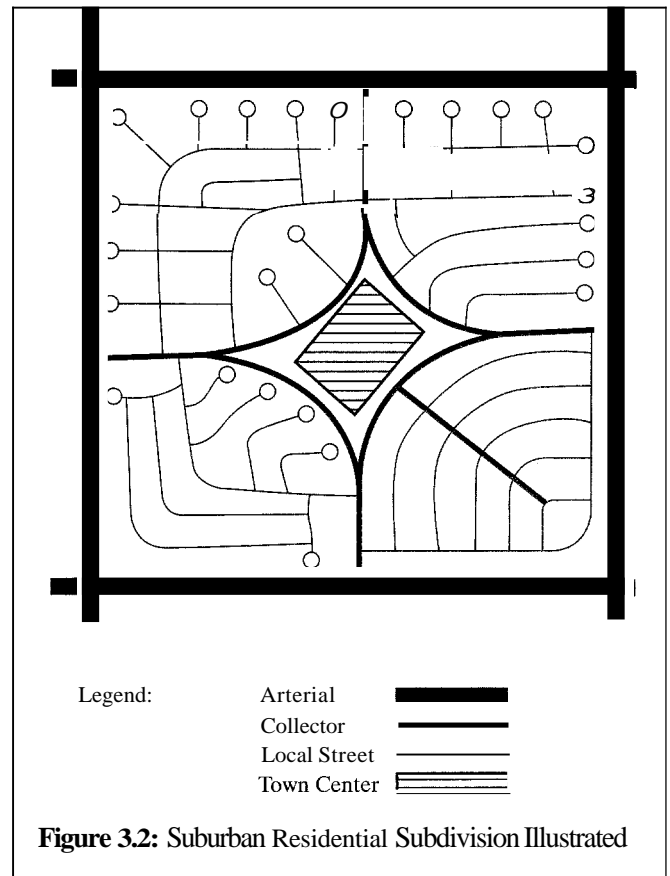 Legend:
Arterial
Collector
Local Street
Town Center
Figure 3.2: Suburban Residential Subdivision Illustrated